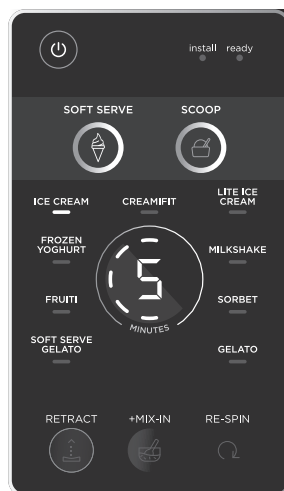 install ready
SOFT SERVE SCOOP
ICE CREAM CREAMIFIT LITE ICE
CREAM
FROZEN
YOGHURT
MILKSHAKE
5
FRUITI SORBET
MINUTES
SOFT SERVE
GELATO
GELATO
RETRACT +MIX-IN RE-SPIN